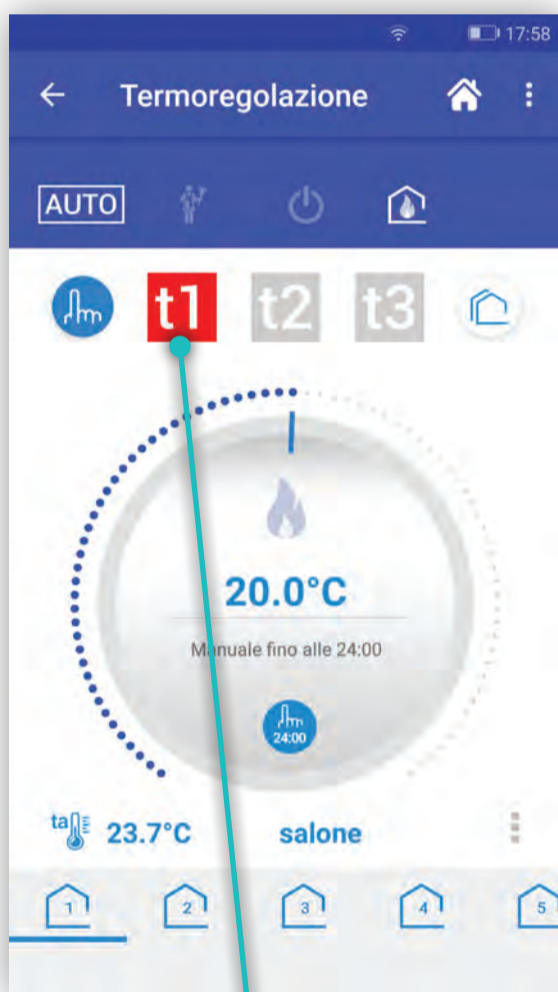 17:58
Termoregolazione
AUTO
t1 t2 t3
20.0°C
Manuale fino alle 24:00
24:00
ta 23.7°C salone
1 2 3 4 5